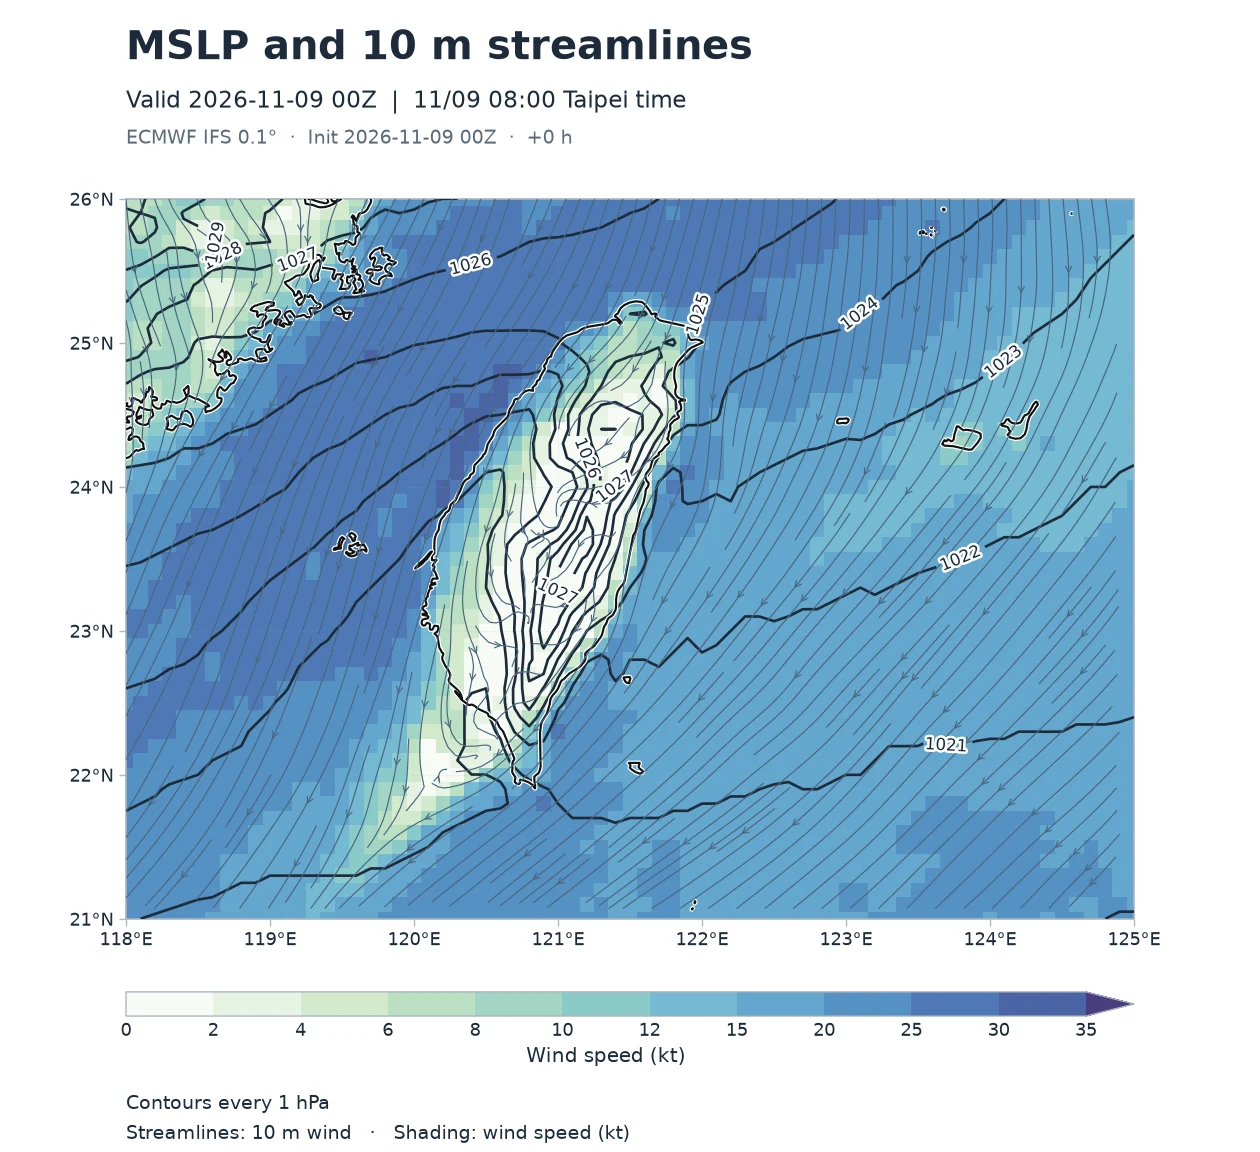 MSLP and 10 m streamlines
Valid 2026-11-09 00Z | 11/09 08:00 Taipei time
ECMWF IFS 0.1° · Init 2026-11-09 00Z · +0 h
26°N
25°N
24°N
23°N
22°N
21°N
1029
28
1027
1026
1025
1024
1023
1026
1027
1027
1022
1021
118°E 119°E 120°E 121°E 122°E 123°E 124°E 125°E
0 2 4 6 8 10 12 15 20 25 30 35
Wind speed (kt)
Contours every 1 hPa
Streamlines: 10 m wind · Shading: wind speed (kt)